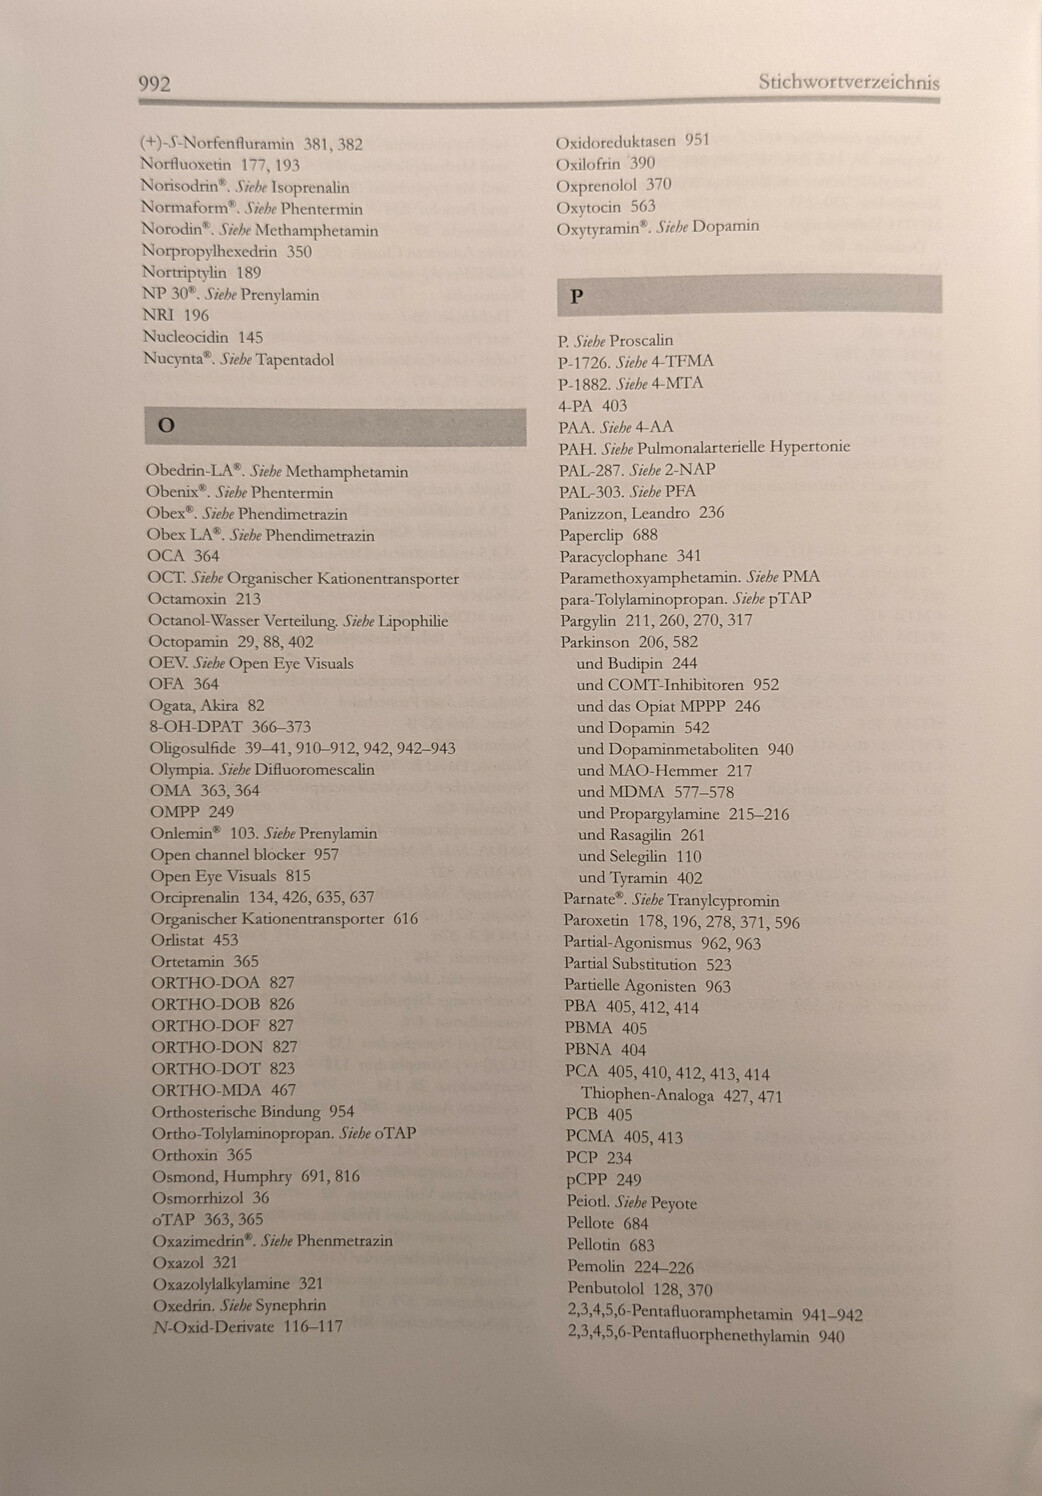 992
Stichwortverzeichnis
(+)-S-Norfenfluramin 381, 382
Norfluoxetin 177, 193
Norisodrin®. Siehe Isoprenalin
Normaform®. Siehe Phentermin
Norodin®. Siehe Methamphetamin
Norpropylhexedrin 350
Nortriptylin 189
NP 30®. Siehe Prenylamin
NRI 196
Nucleocidin 145
Nucynta®. Siehe Tapentadol
O
Obedrin-LA®. Siehe Methamphetamin
Obenix®. Siehe Phentermin
Obex®. Siehe Phendimetrazin
Obex LA®. Siehe Phendimetrazin
OCA 364
OCT. Siehe Organischer Kationentransporter
Octamoxin 213
Octanol-Wasser Verteilung. Siehe Lipophilie
Octopamin 29, 88, 402
OEV. Siehe Open Eye Visuals
OFA 364
Ogata, Akira 82
8-OH-DPAT 366–373
Oligosulfide 39–41, 910–912, 942, 942–943
Olympia. Siehe Difluoromescalin
OMA 363, 364
OMPP 249
Onlemin® 103. Siehe Prenylamin
Open channel blocker 957
Open Eye Visuals 815
Orciprenalin 134, 426, 635, 637
Organischer Kationentransporter 616
Orlistat 453
Ortetamin 365
ORTHO-DOA 827
ORTHO-DOB 826
ORTHO-DOF 827
ORTHO-DON 827
ORTHO-DOT 823
ORTHO-MDA 467
Orthosterische Bindung 954
Ortho-Tolylaminopropan. Siehe oTAP
Orthoxin 365
Osmond, Humphry 691, 816
Osmorrhizol 36
oTAP 363, 365
Oxazimedrin®. Siehe Phenmetrazin
Oxazol 321
Oxazolylalkylamine 321
Oxedrin. Siehe Synephrin
N-Oxid-Derivate 116–117
Oxidoreduktasen 951
Oxilofrin 390
Oxprenolol 370
Oxytocin 563
Oxytyramin®. Siehe Dopamin
P
P. Siehe Proscalin
P-1726. Siehe 4-TFMA
P-1882. Siehe 4-MTA
4-PA 403
PAA. Siehe 4-AA
PAH. Siehe Pulmonalarterielle Hypertonie
PAL-287. Siehe 2-NAP
PAL-303. Siehe PFA
Panizzon, Leandro 236
Paperclip 688
Paracyclophane 341
Paramethoxyamphetamin. Siehe PMA
para-Tolylaminopropan. Siehe pTAP
Pargylin 211, 260, 270, 317
Parkinson 206, 582
und Budipin 244
und COMT-Inhibitoren 952
und das Opiat MPPP 246
und Dopamin 542
und Dopaminmetaboliten 940
und MAO-Hemmer 217
und MDMA 577–578
und Propargylamine 215–216
und Rasagilin 261
und Selegilin 110
und Tyramin 402
Parnate®. Siehe Tranylcypromin
Paroxetin 178, 196, 278, 371, 596
Partial-Agonismus 962, 963
Partial Substitution 523
Partielle Agonisten 963
PBA 405, 412, 414
PBMA 405
PBNA 404
PCA 405, 410, 412, 413, 414
Thiophen-Analoga 427, 471
PCB 405
PCMA 405, 413
PCP 234
pCPP 249
Peiotl. Siehe Peyote
Pellote 684
Pellotin 683
Pemolin 224–226
Penbutolol 128, 370
2,3,4,5,6-Pentafluoramphetamin 941–942
2,3,4,5,6-Pentafluorphenethylamin 940